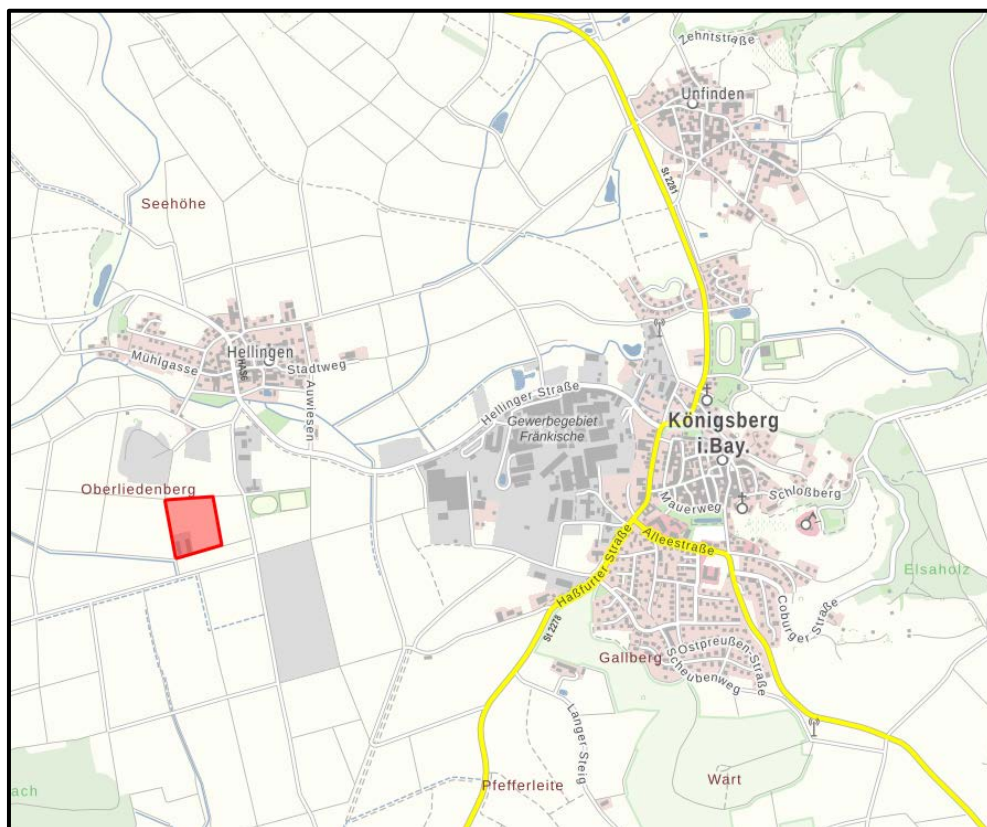 Zehntstraße
Unfinden
St 2281
Seehöhe
Hellingen
Mühlgasse
Stadtweg
Auwiesen
Hellinger Straße
Gewerbegebiet
Fränkische
Königsberg
i.Bay.
Mauerweg
Schloßberg
Oberliedenberg
Alleestraße
Haßfurter Straße
St 2278
Elsaholz
Coburger-Straße
Ostpreußen-Straße
Gallberg
Scheubenweg
Langer-Steig
Pfefferleite
Wart
ach